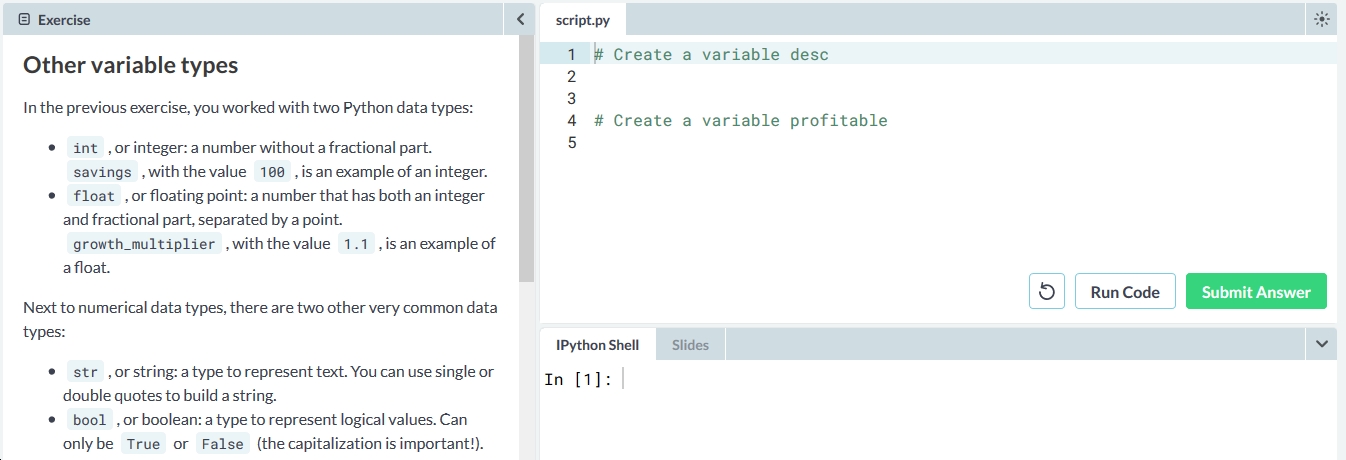 Exercise
Other variable types
In the previous exercise, you worked with two Python data types:
int , or integer: a number without a fractional part.
savings , with the value 100 , is an example of an integer.
float , or floating point: a number that has both an integer
and fractional part, separated by a point.
growth_multiplier , with the value 1.1 , is an example of
a float.
Next to numerical data types, there are two other very common data
types:
str , or string: a type to represent text. You can use single or
double quotes to build a string.
bool , or boolean: a type to represent logical values. Can
only be True or False (the capitalization is important!).
script.py
1 # Create a variable desc
2
3
4 # Create a variable profitable
5
Run Code Submit Answer
IPython Shell Slides
In [1]: